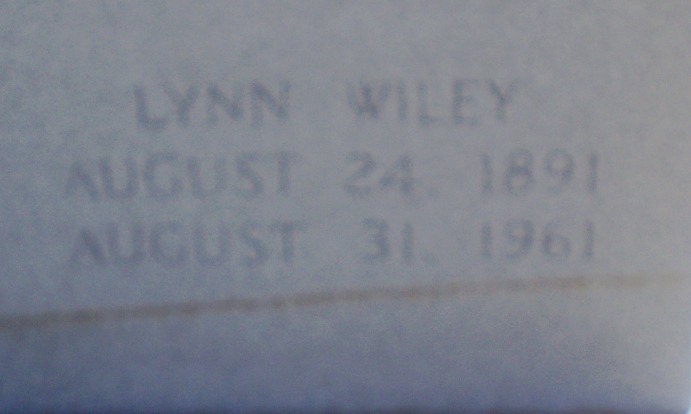 LYNN WILEY
AUGUST 24, 1891
AUGUST 31, 1961